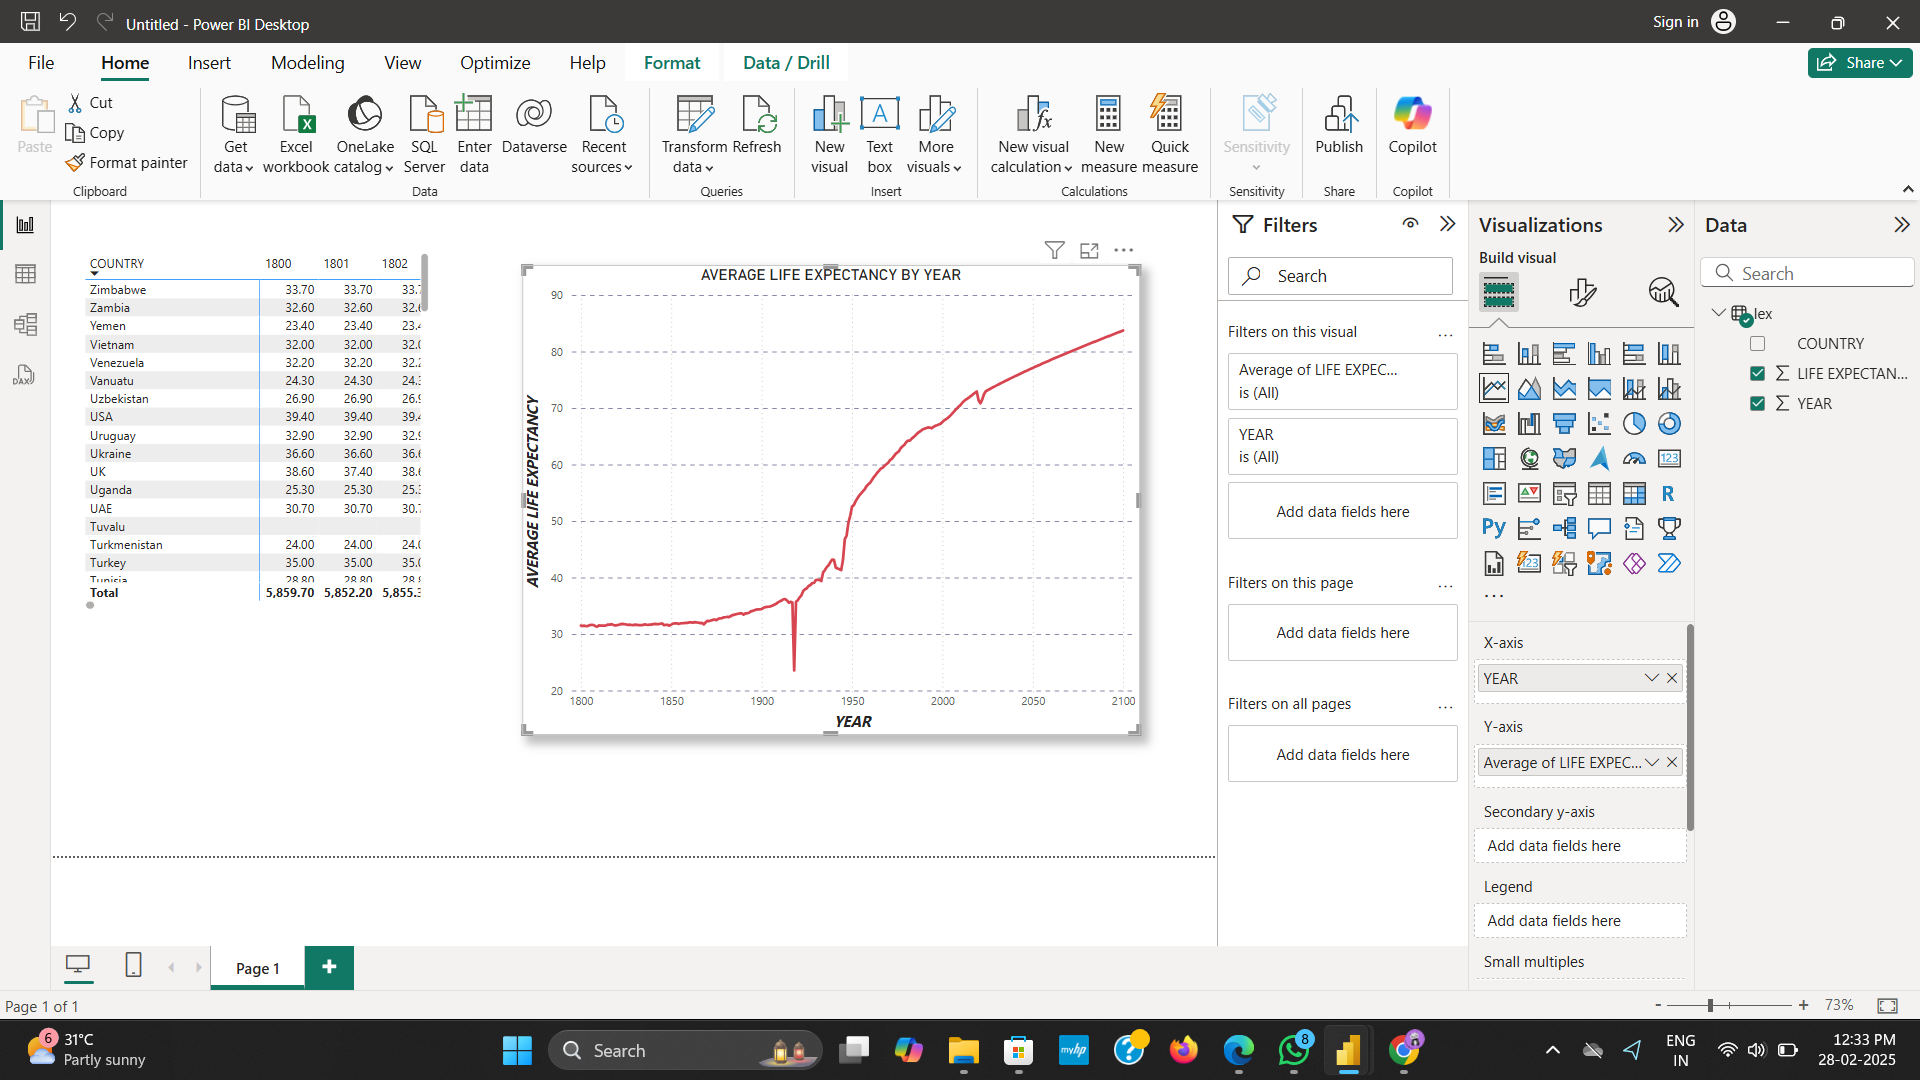 Untitled - Power BI Desktop
Sign in
File Home Insert Modeling View Optimize Help Format Data / Drill
Share
Paste
Cut
Copy
Format painter
Clipboard
Get data
Excel workbook
OneLake catalog
SQL Server
Enter data
Dataverse
Recent sources
Data
Transform data
Refresh
Queries
New visual
Text box
More visuals
Insert
New visual calculation
New measure
Quick measure
Calculations
Sensitivity
Sensitivity
Publish
Share
Copilot
Copilot
COUNTRY 1800 1801 1802
Zimbabwe 33.70 33.70 33.7
Zambia 32.60 32.60 32.6
Yemen 23.40 23.40 23.4
Vietnam 32.00 32.00 32.0
Venezuela 32.20 32.20 32.2
Vanuatu 24.30 24.30 24.3
Uzbekistan 26.90 26.90 26.9
USA 39.40 39.40 39.4
Uruguay 32.90 32.90 32.9
Ukraine 36.60 36.60 36.6
UK 38.60 37.40 38.6
Uganda 25.30 25.30 25.3
UAE 30.70 30.70 30.7
Tuvalu
Turkmenistan 24.00 24.00 24.0
Turkey 35.00 35.00 35.0
Tunisia 28.80 28.80 28.8
Total 5,859.70 5,852.20 5,855.3
AVERAGE LIFE EXPECTANCY BY YEAR
AVERAGE LIFE EXPECTANCY
90
80
70
60
50
40
30
20
1800 1850 1900 1950 2000 2050 2100
YEAR
Filters
Search
Filters on this visual ...
Average of LIFE EXPEC...
is (All)
YEAR
is (All)
Add data fields here
Filters on this page ...
Add data fields here
Filters on all pages ...
Add data fields here
Visualizations
Build visual
123
R
Py
123
...
X-axis
YEAR
Y-axis
Average of LIFE EXPEC...
Secondary y-axis
Add data fields here
Legend
Add data fields here
Small multiples
Data
Search
lex
COUNTRY
LIFE EXPECTAN...
YEAR
DAX
Page 1
Page 1 of 1
- + 73%
6
31°C
Partly sunny
Search
myhp
8
ENG
IN
12:33 PM
28-02-2025